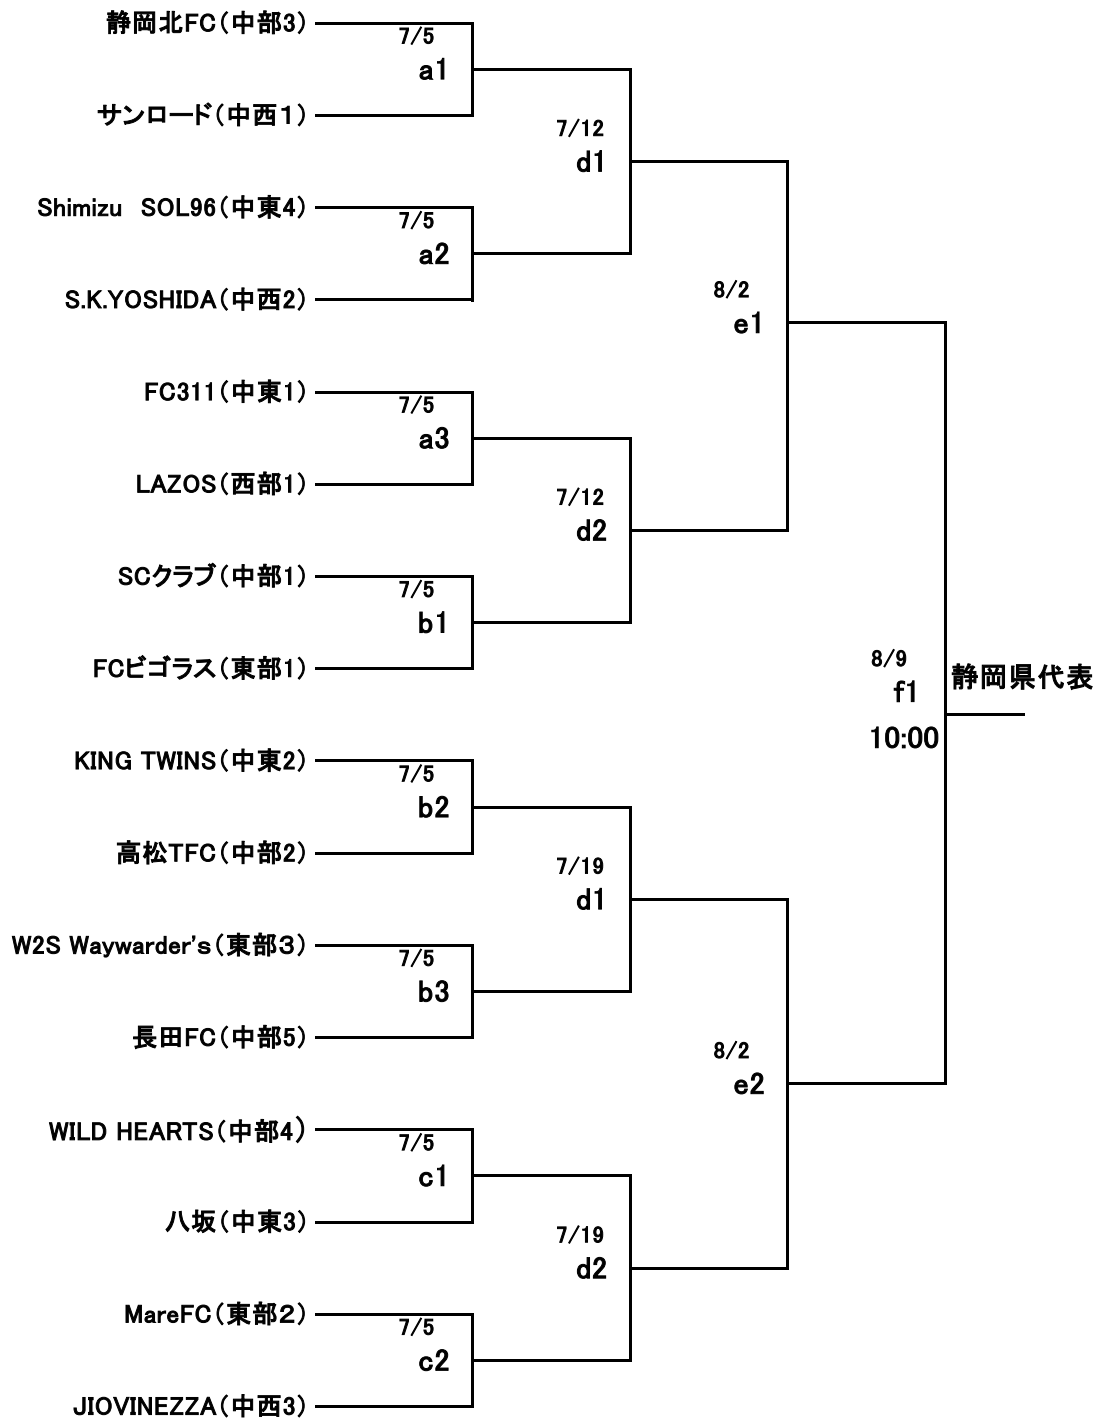 静岡北FC(中部3)
7/5
a1
サンロード(中西1)
7/12
d1
Shimizu　SOL96(中東4)
7/5
a2
S.K.YOSHIDA(中西2)
8/2
e1
FC311(中東1)
7/5
a3
LAZOS(西部1)
7/12
d2
SCクラブ(中部1)
7/5
b1
FCビゴラス(東部1)
8/9
f1
静岡県代表
10:00
KING TWINS(中東2)
7/5
b2
高松TFC(中部2)
7/19
d1
W2S Waywarder's(東部3)
7/5
b3
長田FC(中部5)
8/2
e2
WILD HEARTS(中部4)
7/5
c1
八坂(中東3)
7/19
d2
MareFC(東部2)
7/5
c2
JIOVINEZZA(中西3)